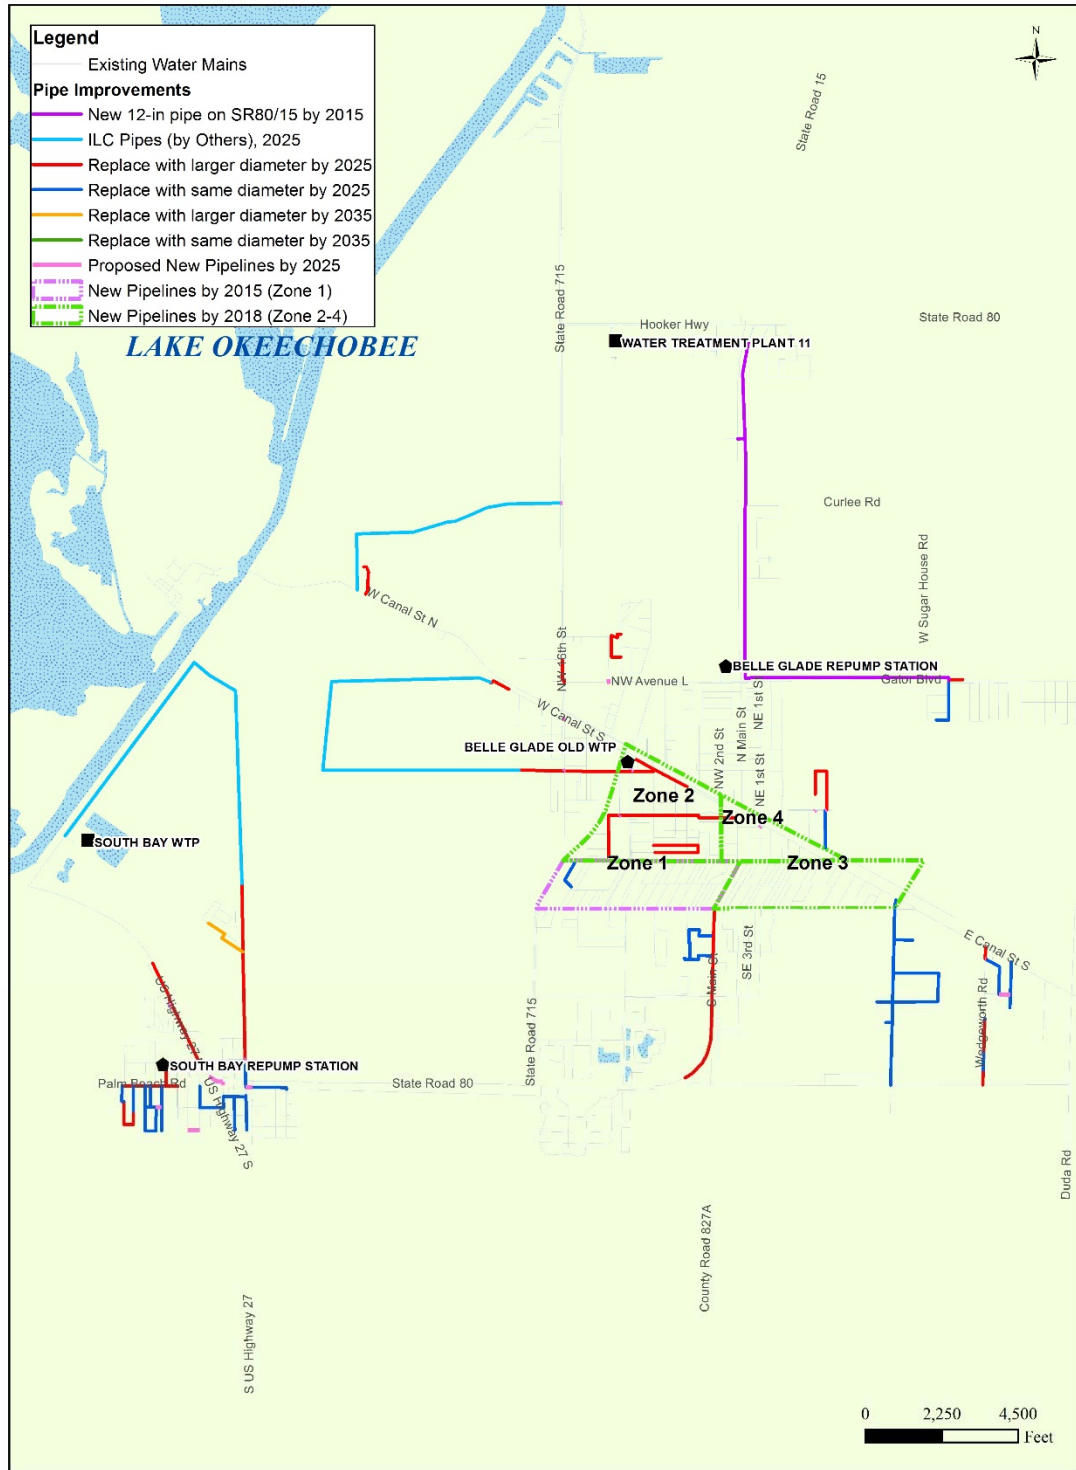 Legend
Existing Water Mains
Pipe Improvements
New 12-in pipe on SR80/15 by 2015
ILC Pipes (by Others), 2025
Replace with larger diameter by 2025
Replace with same diameter by 2025
Replace with larger diameter by 2035
Replace with same diameter by 2035
Proposed New Pipelines by 2025
New Pipelines by 2015 (Zone 1)
New Pipelines by 2018 (Zone 2-4)
N
State Road 15
State Road 715
Hooker Hwy
State Road 80
LAKE OKEECHOBEE
WATER TREATMENT PLANT 11
Curlee Rd
W Sugar House Rd
W Canal St N
NW 16th St
BELLE GLADE REPUMP STATION
NW Avenue L
Gator Blvd
NE 1st St
N Main St
W Canal St S
NW 2nd St
BELLE GLADE OLD WTP
NE 1st St
Zone 2
Zone 4
SOUTH BAY WTP
Zone 1
Zone 3
E Canal St S
SE 3rd St
S Main St
US Highway 27
Wedgeworth Rd
State Road 715
SOUTH BAY REPUMP STATION
Palm Beach Rd
State Road 80
US Highway 27 S
Duda Rd
County Road 827A
S US Highway 27
0 2,250 4,500
Feet